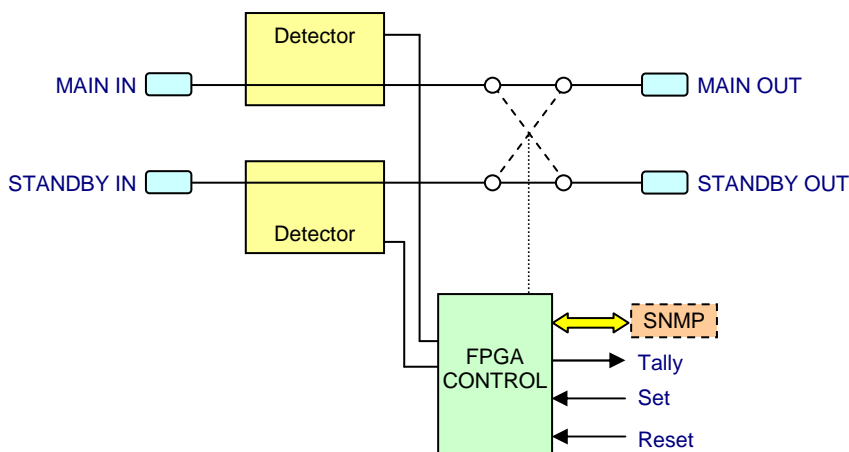 Detector
MAIN IN
MAIN OUT
STANDBY IN
STANDBY OUT
Detector
SNMP
FPGA
CONTROL
Tally
Set
Reset